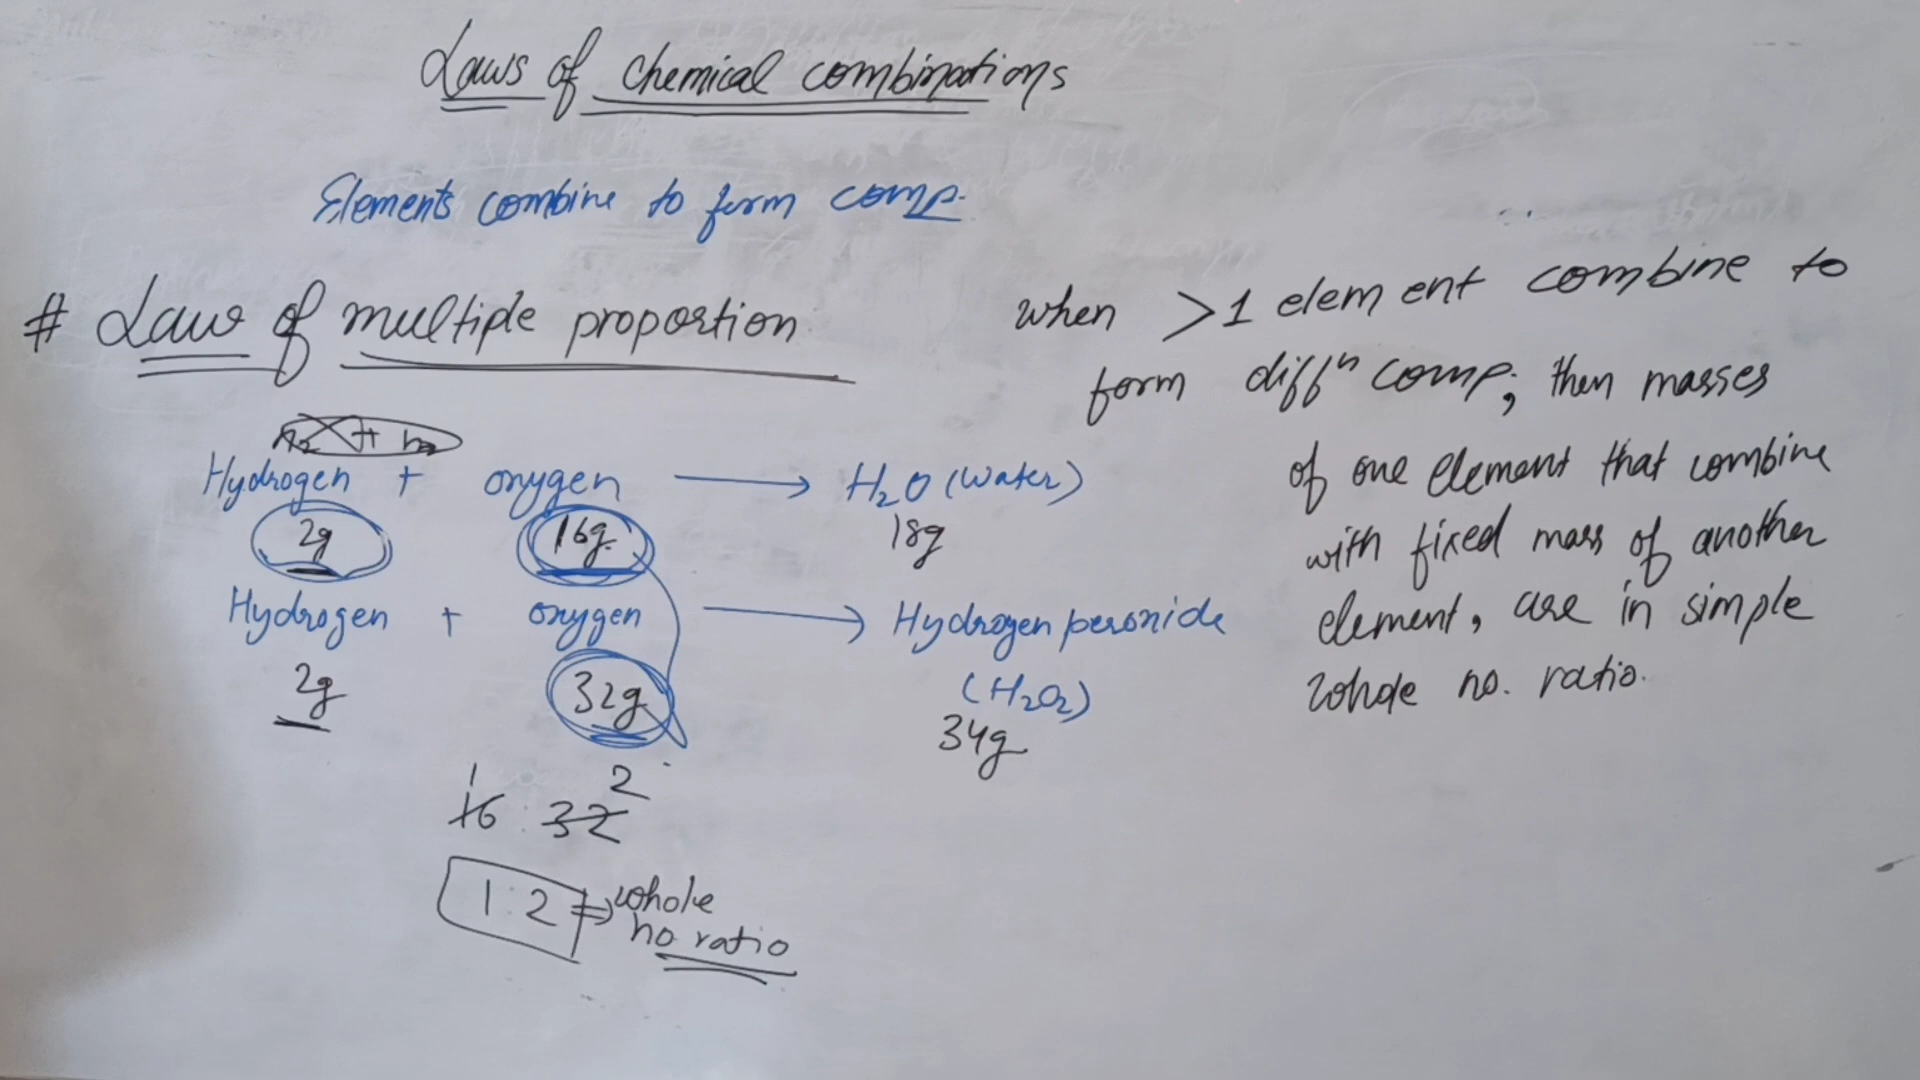 Laws of chemical combinations
Elements combine to form comp.
# Law of multiple proportion
Hydrogen + oxygen → H₂O (Water)
2g 16g 18g
Hydrogen + oxygen → Hydrogen peroxide
(H₂O₂)
2g 32g 34g
1 2
16 : 32
1 : 2 ⇒ whole
no. ratio
when >1 element combine to
form diffⁿ comp; then masses
of one element that combine
with fixed mass of another
element, are in simple
whole no. ratio.